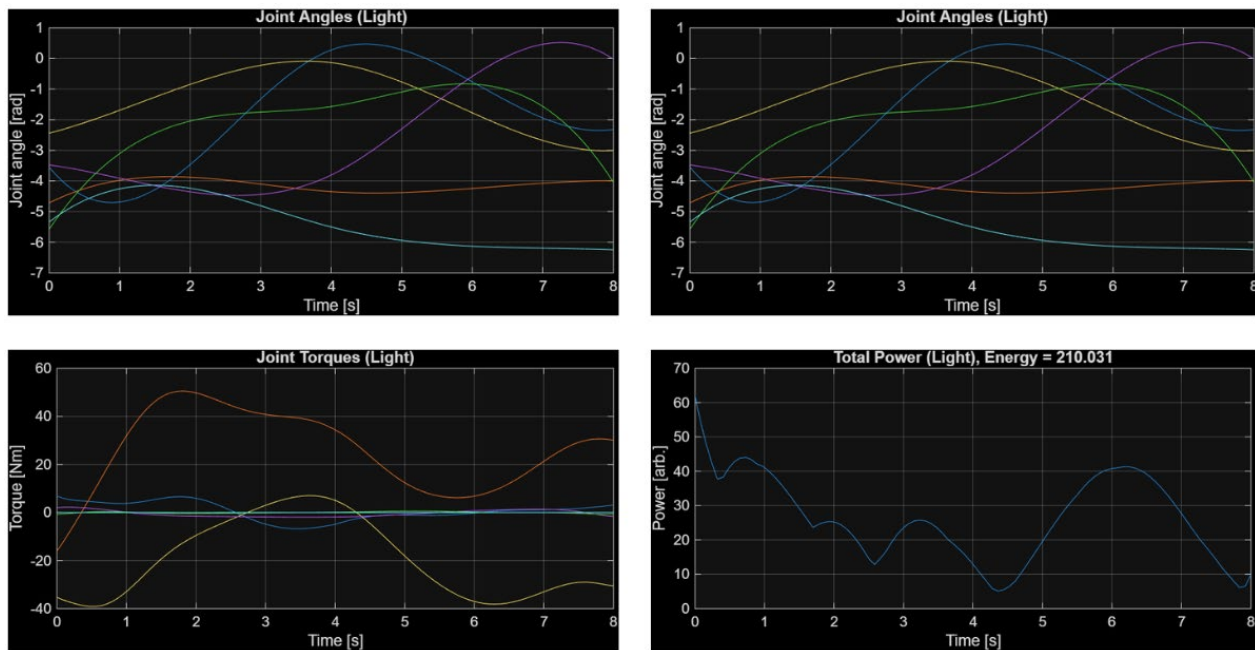 Joint Angles (Light)
Joint angle [rad]
1
0
-1
-2
-3
-4
-5
-6
-7
0 1 2 3 4 5 6 7 8
Time [s]
Joint Angles (Light)
Joint angle [rad]
1
0
-1
-2
-3
-4
-5
-6
-7
0 1 2 3 4 5 6 7 8
Time [s]
Joint Torques (Light)
Torque [Nm]
60
40
20
0
-20
-40
0 1 2 3 4 5 6 7 8
Time [s]
Total Power (Light), Energy = 210.031
Power [arb.]
70
60
50
40
30
20
10
0
0 1 2 3 4 5 6 7 8
Time [s]